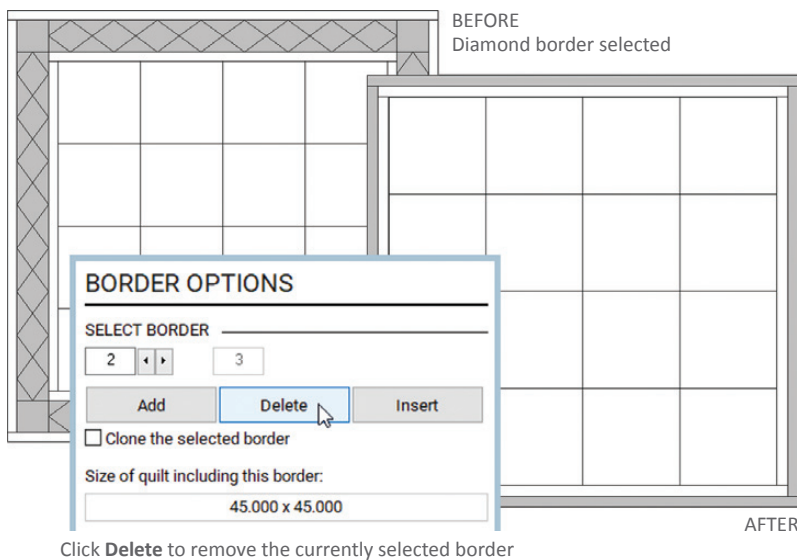 BEFORE
Diamond border selected
BORDER OPTIONS
SELECT BORDER
2 3
Add Delete Insert
Clone the selected border
Size of quilt including this border:
45.000 x 45.000
AFTER
Click Delete to remove the currently selected border